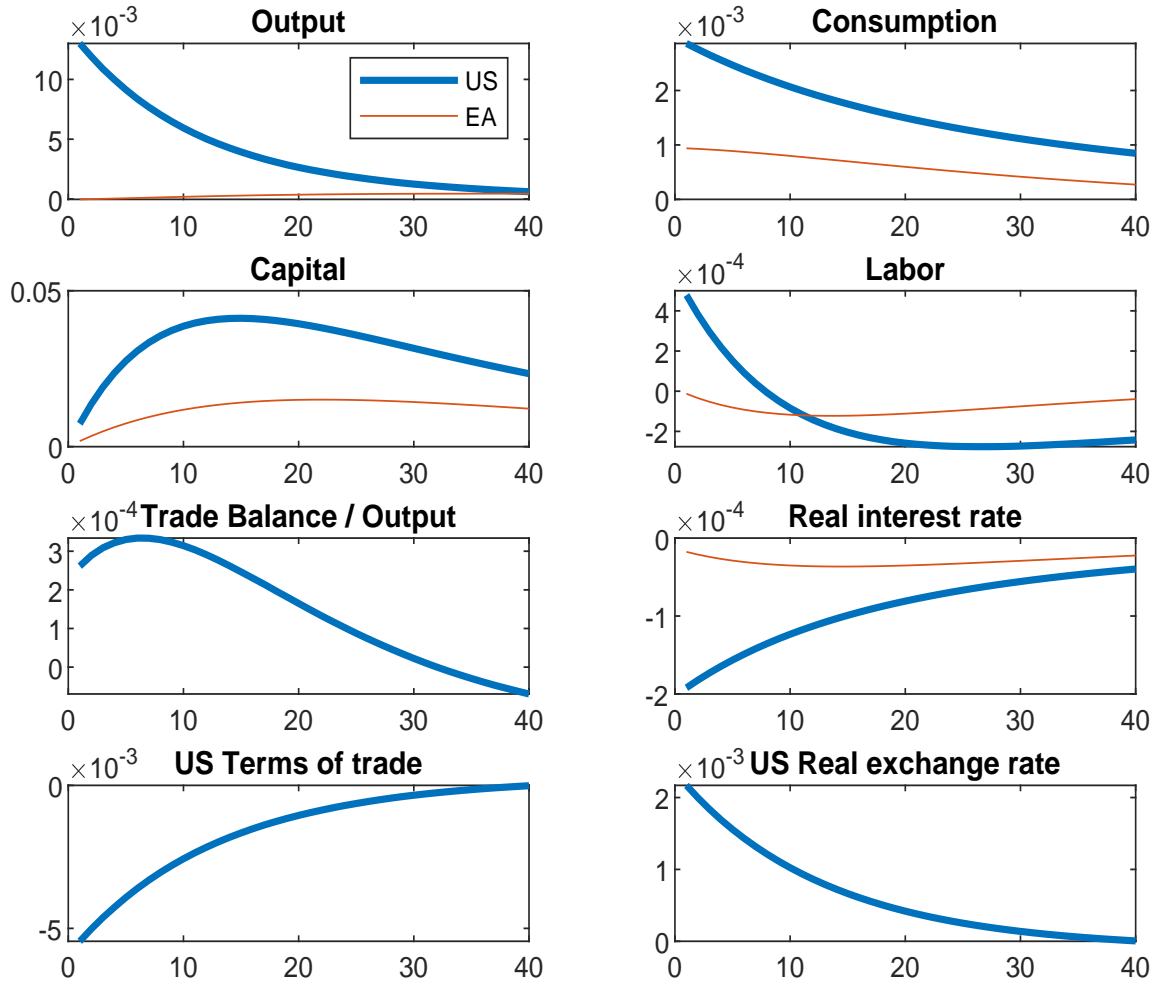 ×10-3
Output
10
5
0
0 10 20 30 40
US
EA
×10-3
Consumption
2
1
0
0 10 20 30 40
Capital
0.05
0
0 10 20 30 40
×10-4
Labor
4
2
0
-2
0 10 20 30 40
×10-4
Trade Balance / Output
3
2
1
0
0 10 20 30 40
×10-4
Real interest rate
0
-1
-2
0 10 20 30 40
×10-3
US Terms of trade
0
-5
0 10 20 30 40
×10-3
US Real exchange rate
2
1
0
0 10 20 30 40